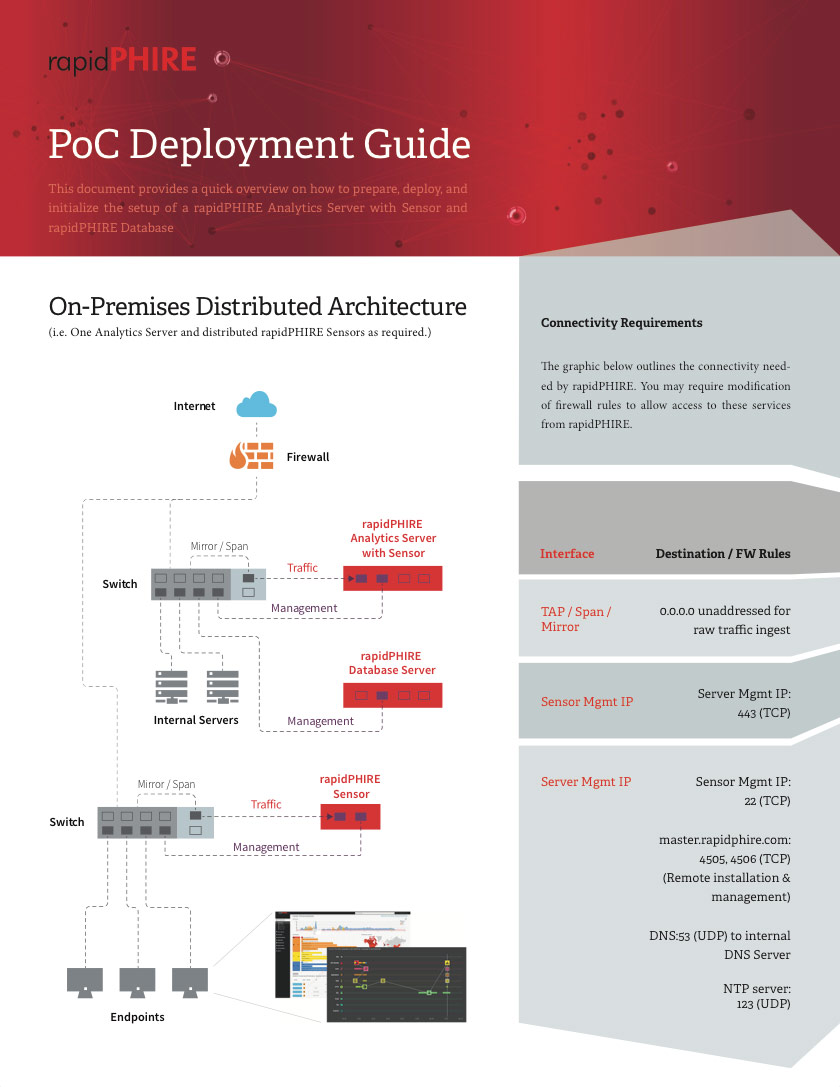 rapidPHIRE
PoC Deployment Guide
This document provides a quick overview on how to prepare, deploy, and
initialize the setup of a rapidPHIRE Analytics Server with Sensor and
rapidPHIRE Database
On-Premises Distributed Architecture
(i.e. One Analytics Server and distributed rapidPHIRE Sensors as required.)
Internet
Firewall
rapidPHIRE
Analytics Server
with Sensor
Mirror / Span
Traffic
Switch
Management
rapidPHIRE
Database Server
Internal Servers
Management
rapidPHIRE
Sensor
Mirror / Span
Traffic
Switch
Management
Endpoints
Connectivity Requirements
The graphic below outlines the connectivity need-
ed by rapidPHIRE. You may require modification
of firewall rules to allow access to these services
from rapidPHIRE.
Interface
Destination / FW Rules
TAP / Span /
Mirror
0.0.0.0 unaddressed for
raw traffic ingest
Sensor Mgmt IP
Server Mgmt IP:
443 (TCP)
Server Mgmt IP
Sensor Mgmt IP:
22 (TCP)
master.rapidphire.com:
4505, 4506 (TCP)
(Remote installation &
management)
DNS:53 (UDP) to internal
DNS Server
NTP server:
123 (UDP)